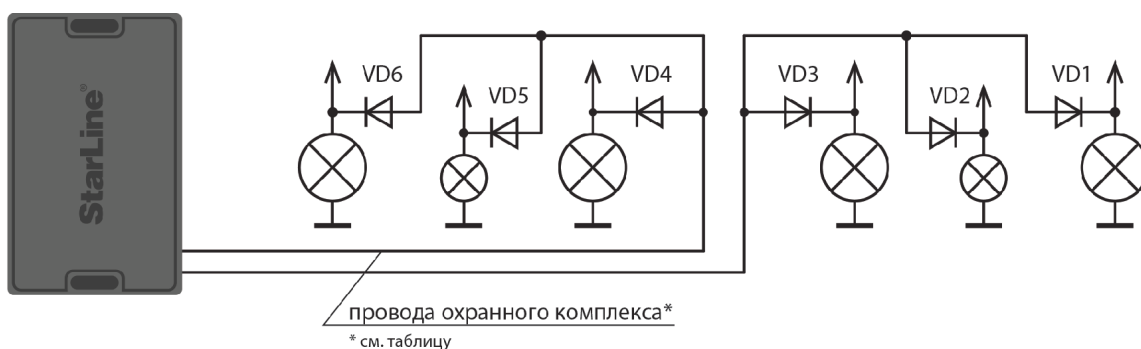 StarLine®
VD6
VD5
VD4
VD3
VD2
VD1
провода охранного комплекса*
* см. таблицу